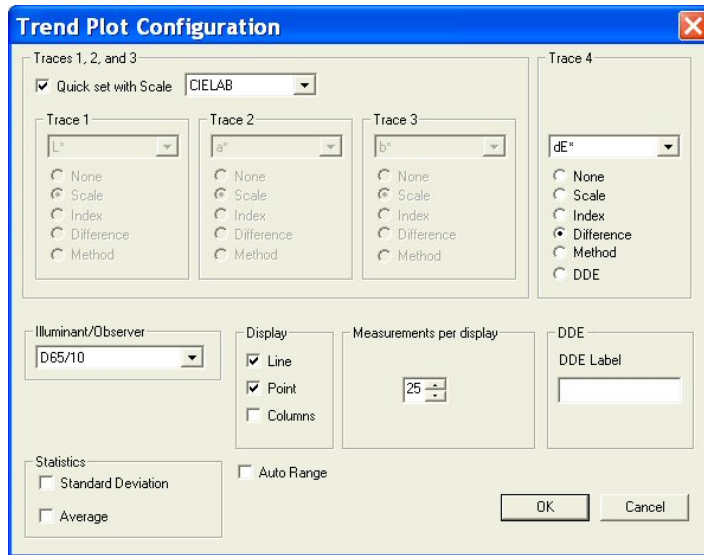 Trend Plot Configuration
Traces 1, 2, and 3
Quick set with Scale
CIELAB
Trace 1
L*
None
Scale
Index
Difference
Method
Trace 2
a*
None
Scale
Index
Difference
Method
Trace 3
b*
None
Scale
Index
Difference
Method
Trace 4
dE*
None
Scale
Index
Difference
Method
DDE
Illuminant/Observer
D65/10
Display
Line
Point
Columns
Measurements per display
25
DDE
DDE Label
Statistics
Standard Deviation
Average
Auto Range
OK
Cancel